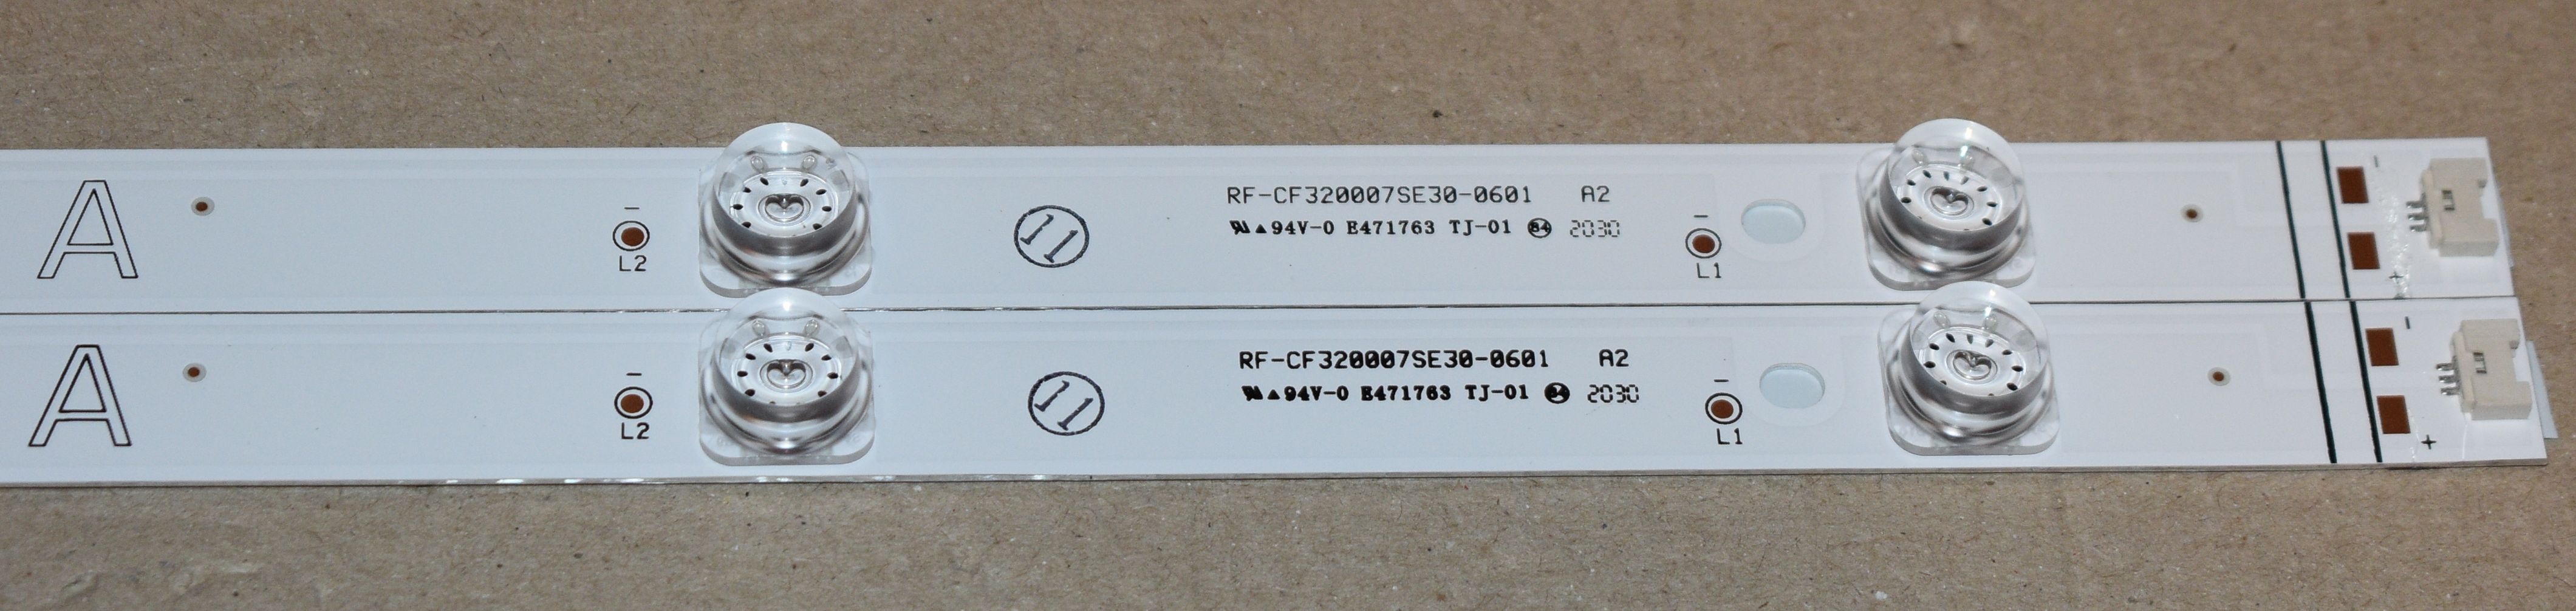 A
L2
11
RF-CF320007SE30-0601 A2
94V-0 E471763 TJ-01 84 2030
L1
- +
A
L2
11
RF-CF320007SE30-0601 A2
94V-0 E471763 TJ-01 2030
L1
- +